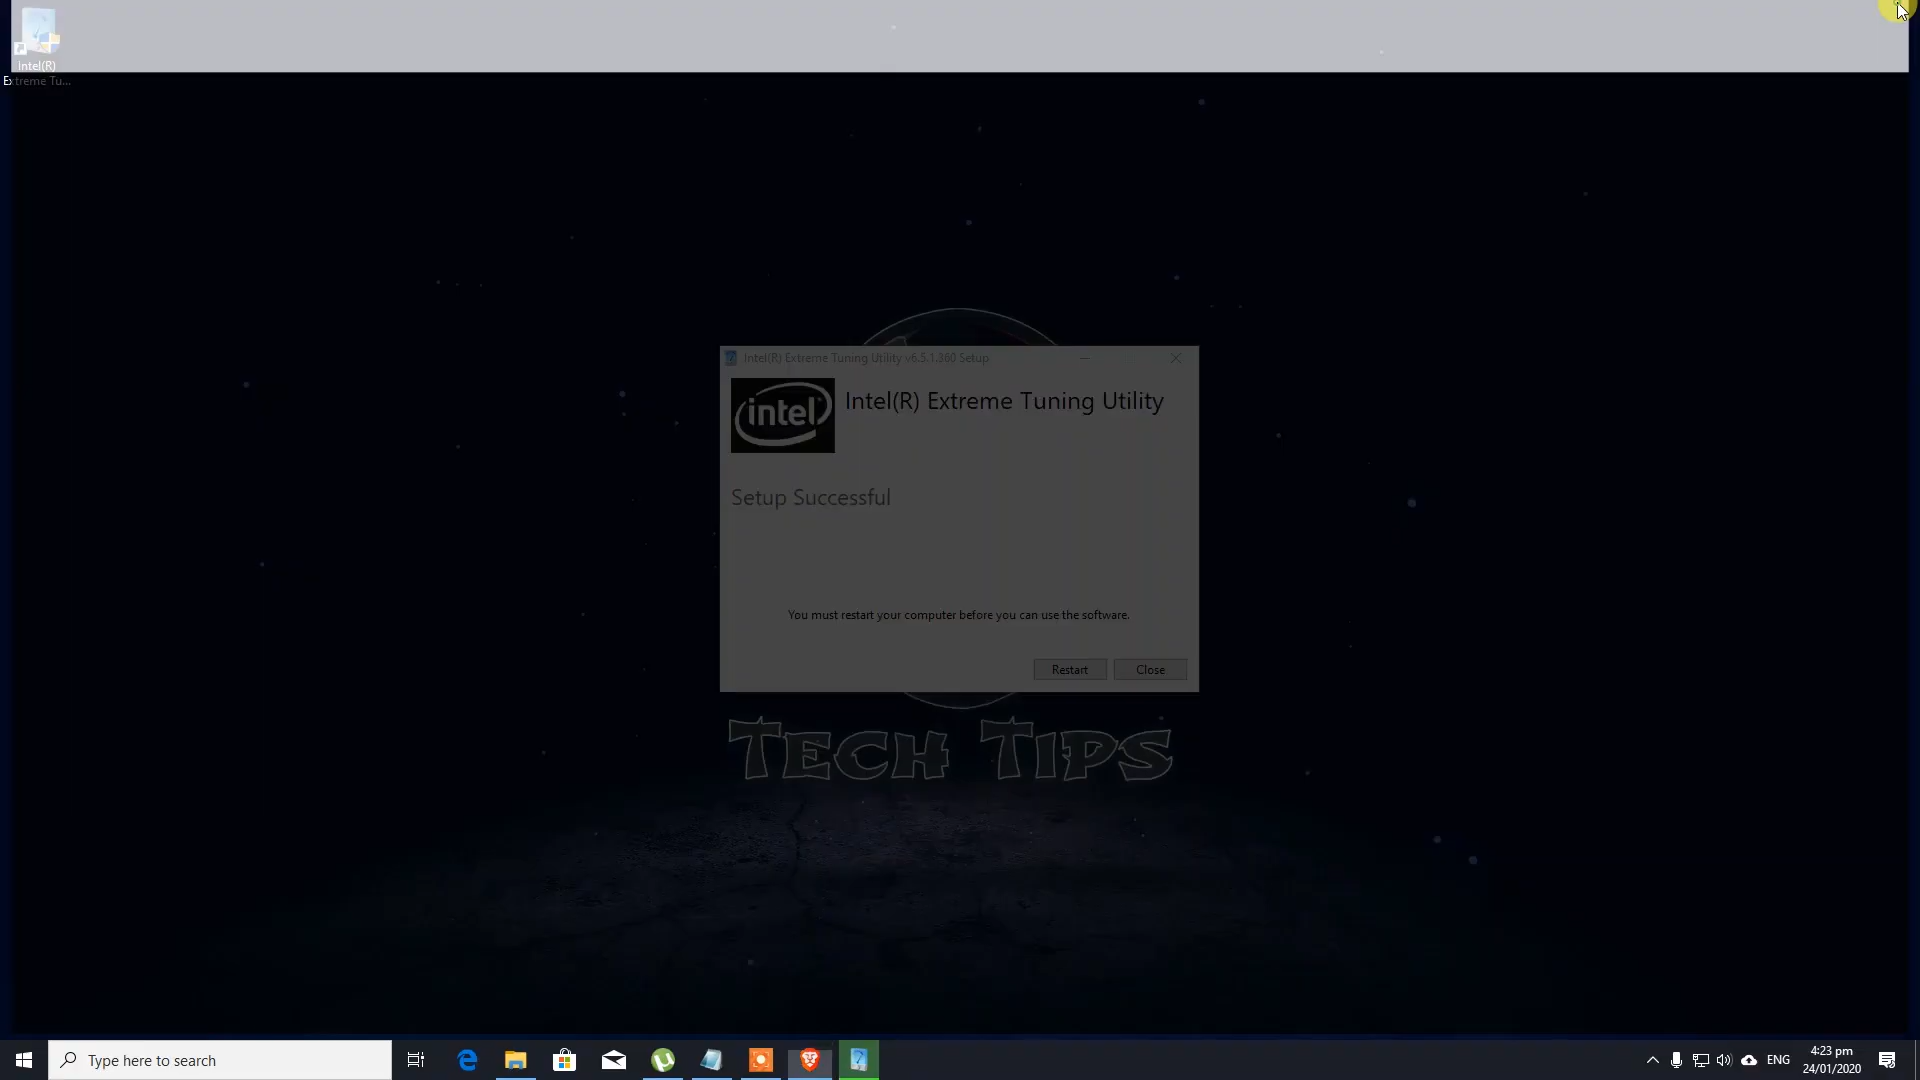 Intel(R)
Extreme Tu...
Intel(R) Extreme Tuning Utility v6.5.1.360 Setup
intel
Intel(R) Extreme Tuning Utility
Setup Successful
You must restart your computer before you can use the software.
Restart
Close
Tech Tips
Type here to search
ENG
4:23 pm
24/01/2020